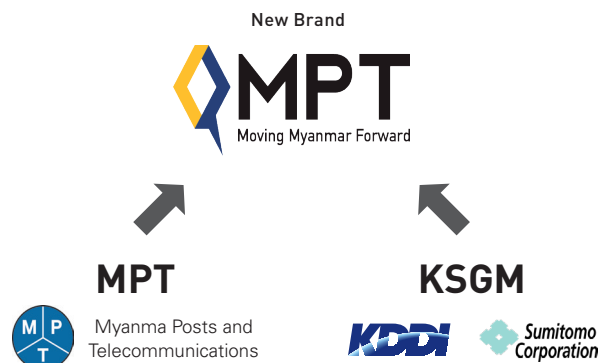 New Brand
MPT
Moving Myanmar Forward
MPT
KSGM
M P
T
Myanma Posts and
Telecommunications
KDDI
Sumitomo
Corporation